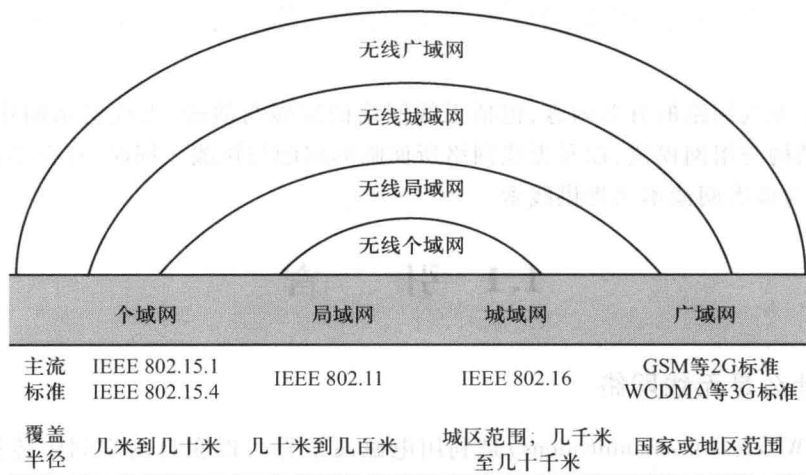 无线广域网
无线城域网
无线局域网
无线个域网
个域网 局域网 城域网 广域网
主流标准 IEEE 802.15.1 IEEE 802.15.4 IEEE 802.11 IEEE 802.16 GSM等2G标准 WCDMA等3G标准
覆盖半径 几米到几十米 几十米到几百米 城区范围；几千米至几十千米 国家或地区范围
1.1 引 言